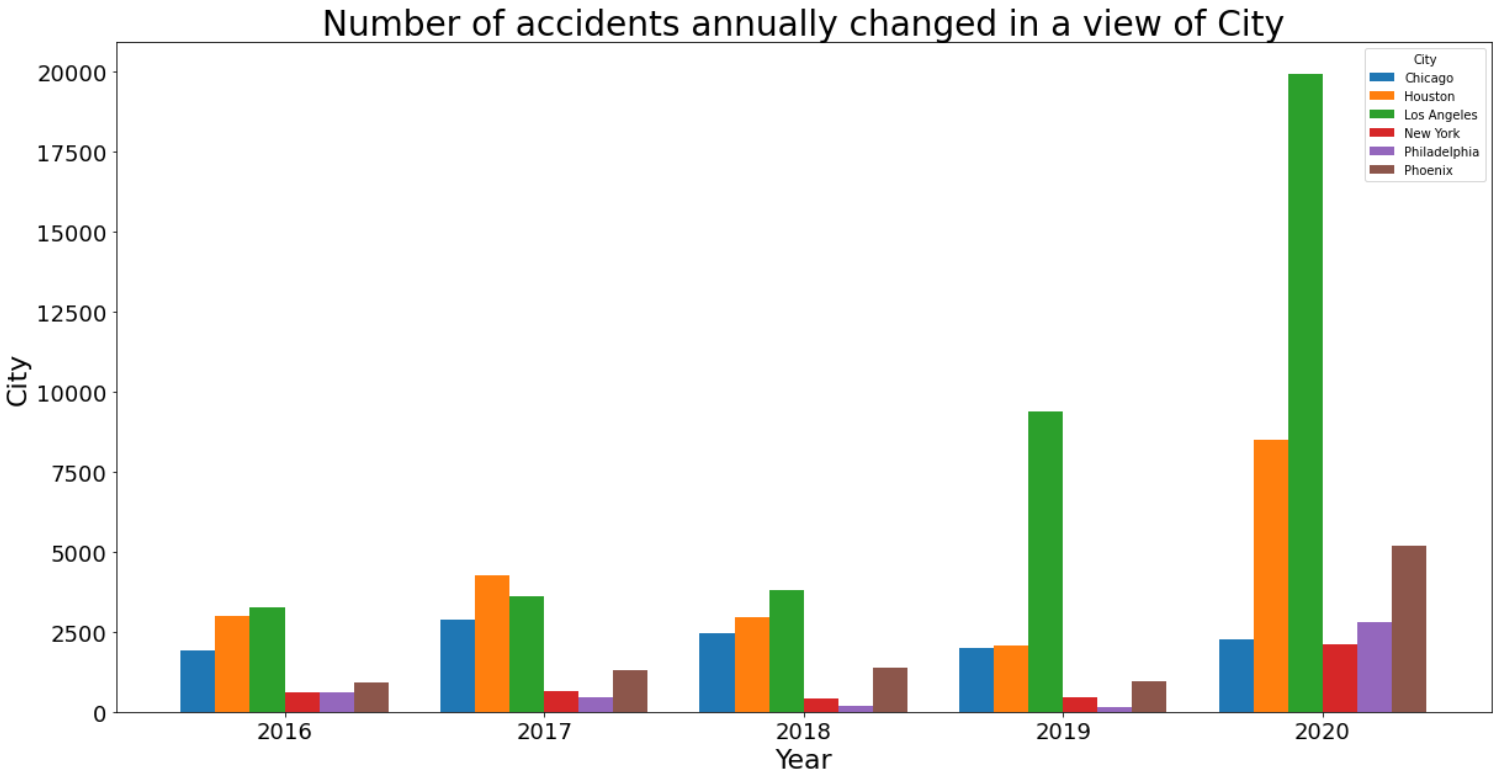 Number of accidents annually changed in a view of City
City
Chicago
Houston
Los Angeles
New York
Philadelphia
Phoenix
20000
17500
15000
12500
10000
7500
5000
2500
0
City
2016 2017 2018 2019 2020
Year